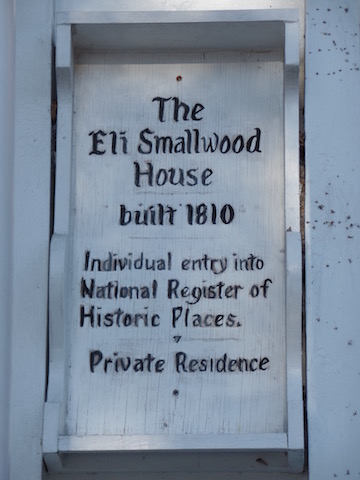 The
Eli Smallwood
House
built 1810
Individual entry into
National Register of
Historic Places.
Private Residence